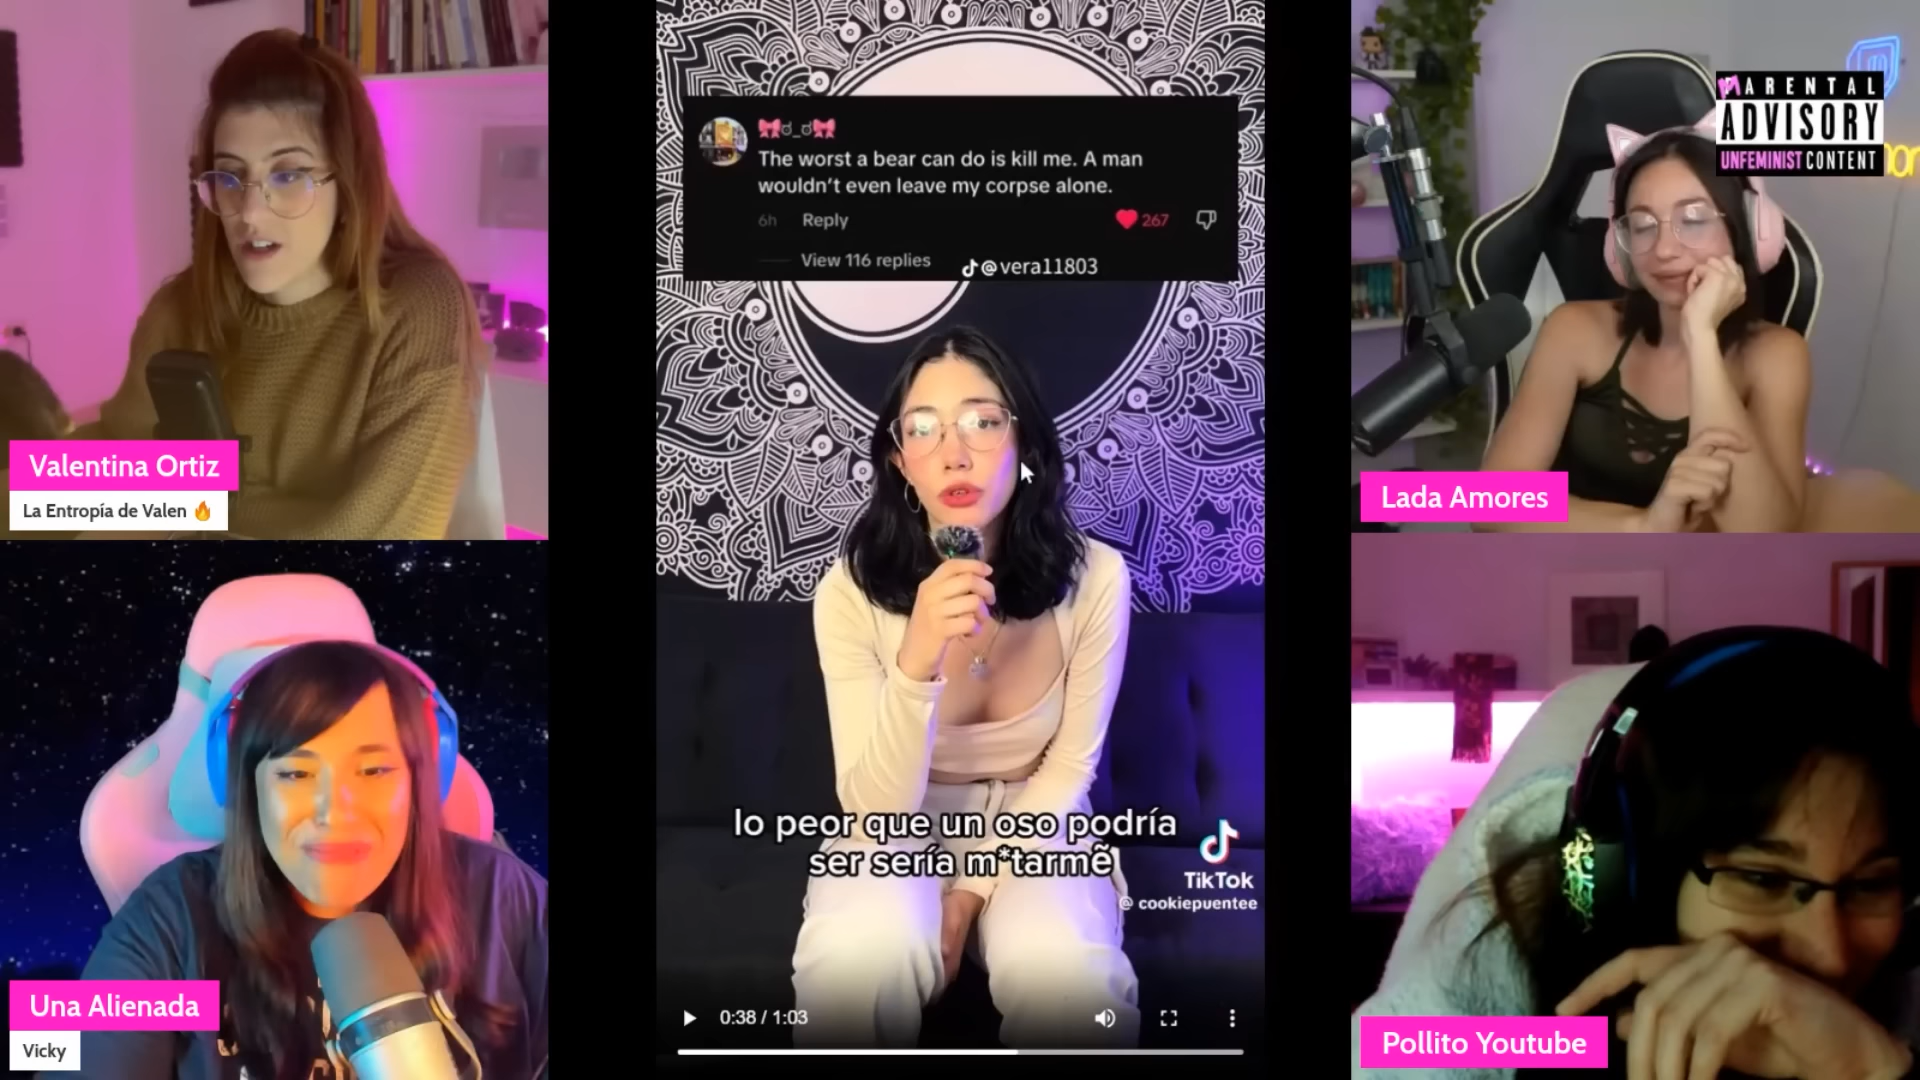 Valentina Ortiz
La Entropía de Valen 🔥
Una Alienada
Vicky
🎀ರ_ರ🎀
The worst a bear can do is kill me. A man
wouldn't even leave my corpse alone.
6h Reply 267
View 116 replies
@vera11803
lo peor que un oso podría
ser sería m*tarme
TikTok
@ cookiepuentee
0:38 / 1:03
MARENTAL
ADVISORY
UNFEMINIST CONTENT
Lada Amores
Pollito Youtube